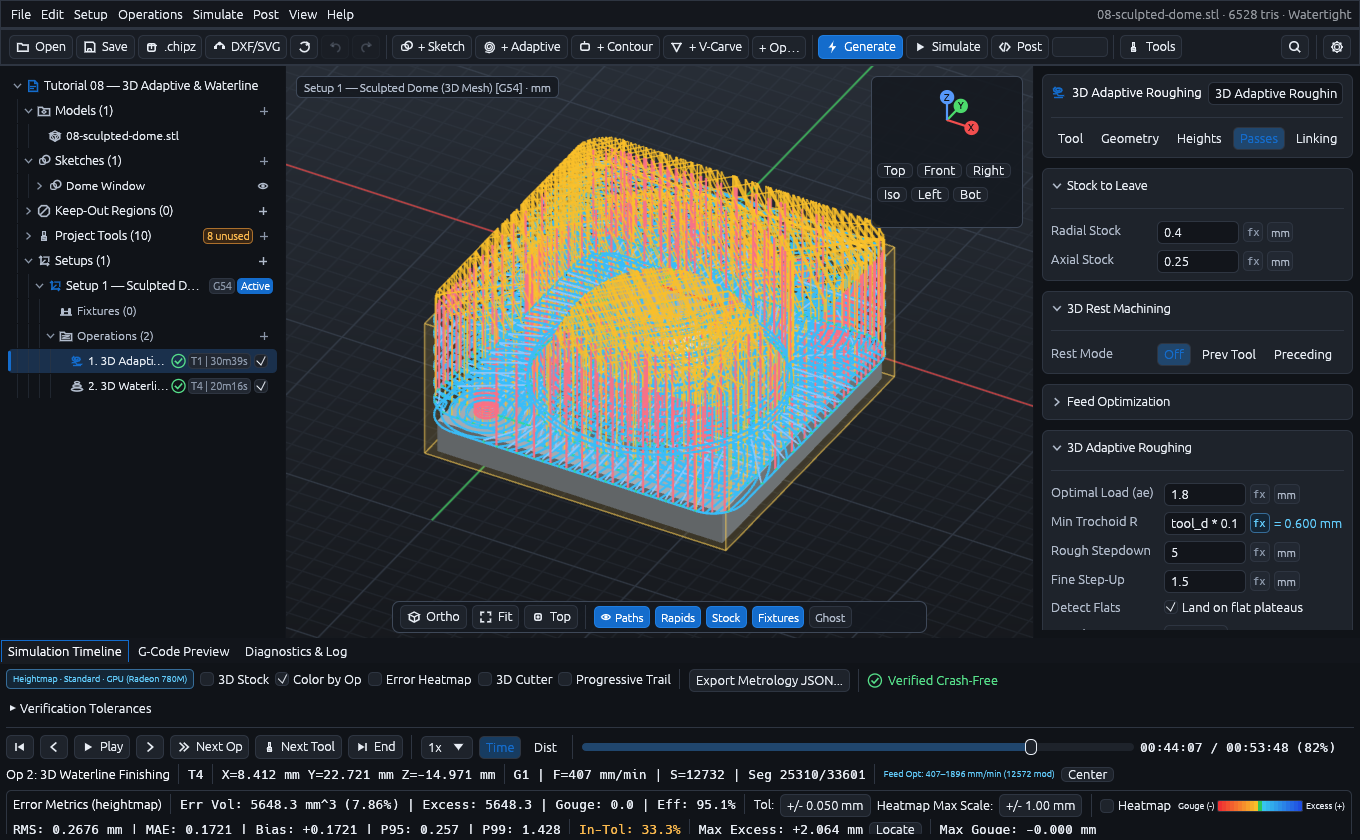 File Edit Setup Operations Simulate Post View Help
08-sculpted-dome.stl · 6528 tris · Watertight
Open Save .chipz DXF/SVG + Sketch + Adaptive + Contour + V-Carve + Op… Generate Simulate Post Tools
Tutorial 08 — 3D Adaptive & Waterline
Models (1) +
08-sculpted-dome.stl
Sketches (1) +
Dome Window
Keep-Out Regions (0) +
Project Tools (10) 8 unused +
Setups (1) +
Setup 1 — Sculpted D… G54 Active
Fixtures (0)
Operations (2) +
1. 3D Adapti… T1 | 30m39s
2. 3D Waterli… T4 | 20m16s
Setup 1 — Sculpted Dome (3D Mesh) [G54] · mm
Z
Y
X
Top Front Right
Iso Left Bot
Ortho Fit Top Paths Rapids Stock Fixtures Ghost
3D Adaptive Roughing 3D Adaptive Roughin
Tool Geometry Heights Passes Linking
Stock to Leave
Radial Stock 0.4 fx mm
Axial Stock 0.25 fx mm
3D Rest Machining
Rest Mode Off Prev Tool Preceding
Feed Optimization
3D Adaptive Roughing
Optimal Load (ae) 1.8 fx mm
Min Trochoid R tool_d * 0.1 fx = 0.600 mm
Rough Stepdown 5 fx mm
Fine Step-Up 1.5 fx mm
Detect Flats Land on flat plateaus
Simulation Timeline G-Code Preview Diagnostics & Log
Heightmap · Standard · GPU (Radeon 780M) 3D Stock Color by Op Error Heatmap 3D Cutter Progressive Trail Export Metrology JSON... Verified Crash-Free
Verification Tolerances
Play Next Op Next Tool End 1x Time Dist 00:44:07 / 00:53:48 (82%)
Op 2: 3D Waterline Finishing T4 X=8.412 mm Y=22.721 mm Z=-14.971 mm G1 | F=407 mm/min | S=12732 | Seg 25310/33601 Feed Opt: 407–1896 mm/min (12572 mod) Center
Error Metrics (heightmap) Err Vol: 5648.3 mm^3 (7.86%) | Excess: 5648.3 | Gouge: 0.0 | Eff: 95.1% Tol: +/- 0.050 mm Heatmap Max Scale: +/- 1.00 mm Heatmap Gouge (-) Excess (+)
RMS: 0.2676 mm | MAE: 0.1721 | Bias: +0.1721 | P95: 0.257 | P99: 1.428 In-Tol: 33.3% Max Excess: +2.064 mm Locate Max Gouge: -0.000 mm